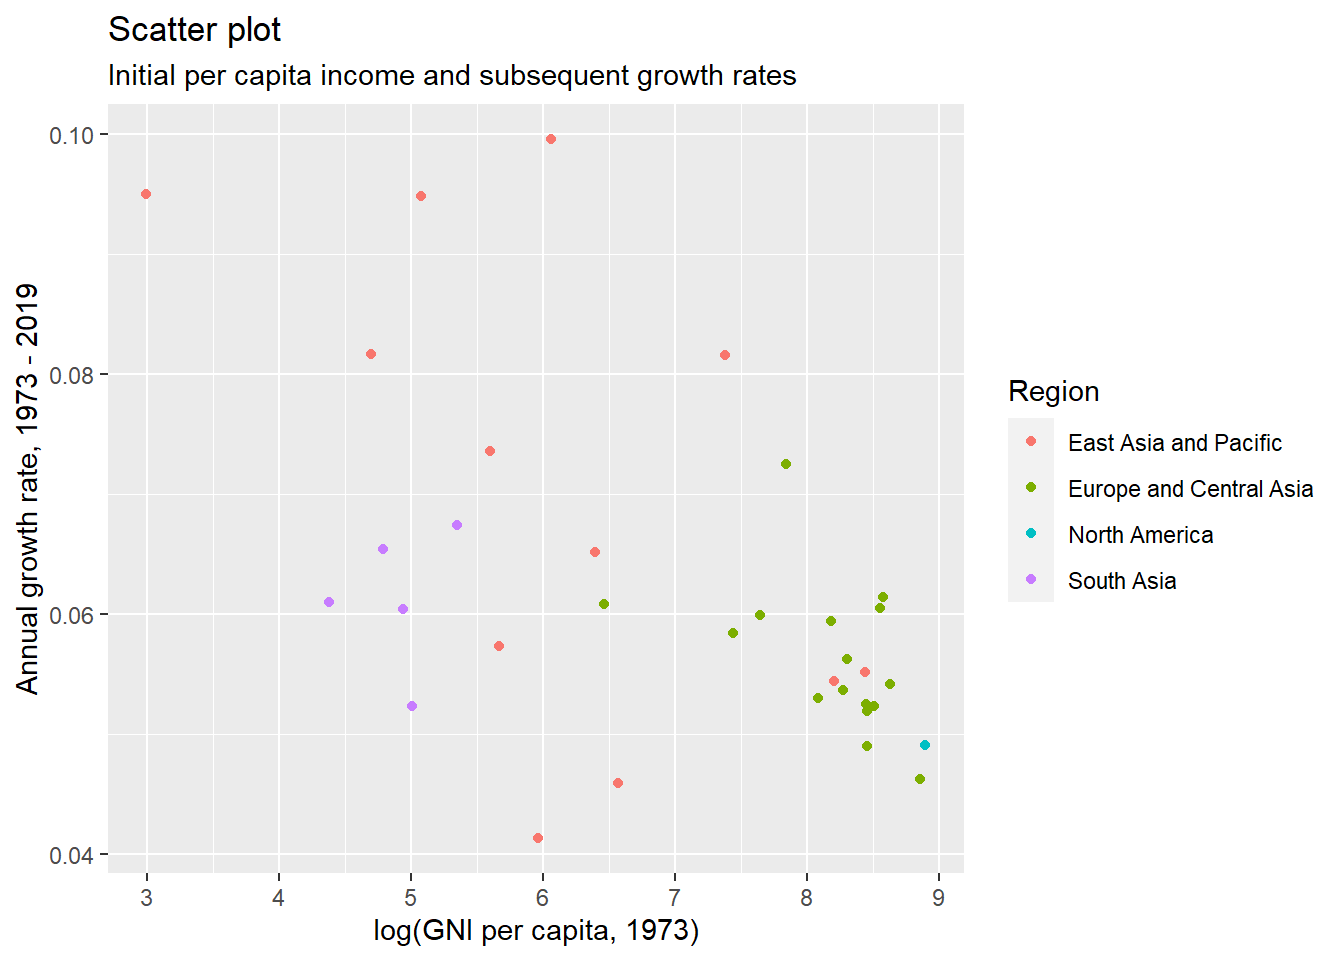 Scatter plot
Initial per capita income and subsequent growth rates
Annual growth rate, 1973 - 2019
0.10
0.08
0.06
0.04
3 4 5 6 7 8 9
log(GNI per capita, 1973)
Region
East Asia and Pacific
Europe and Central Asia
North America
South Asia